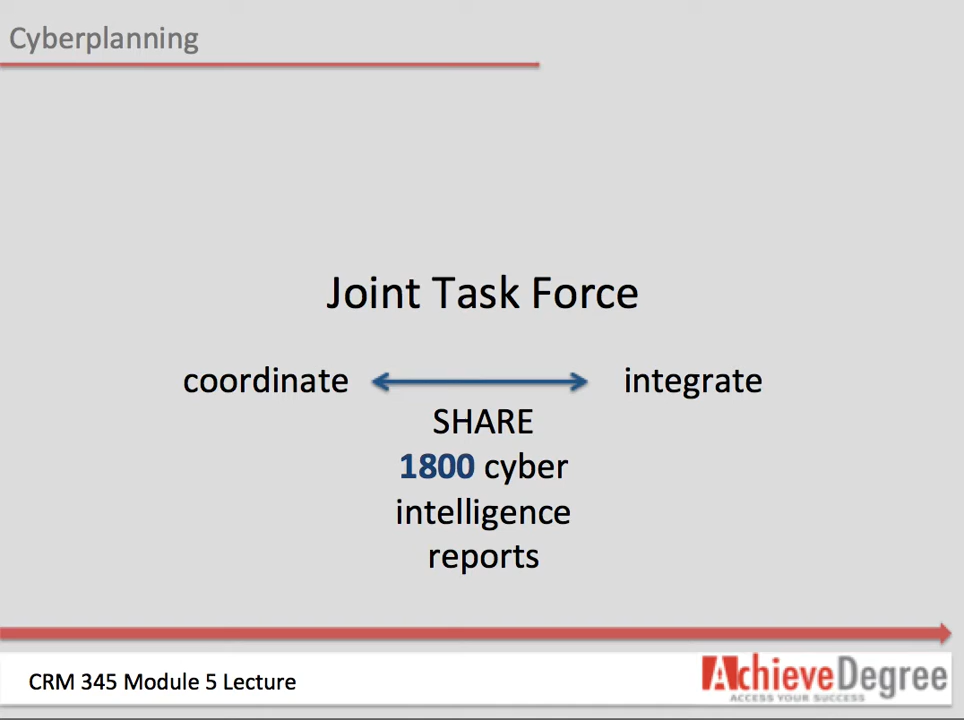 Cyberplanning
Joint Task Force
coordinate integrate
SHARE
1800 cyber
intelligence
reports
CRM 345 Module 5 Lecture
AchieveDegree
ACCESS YOUR SUCCESS